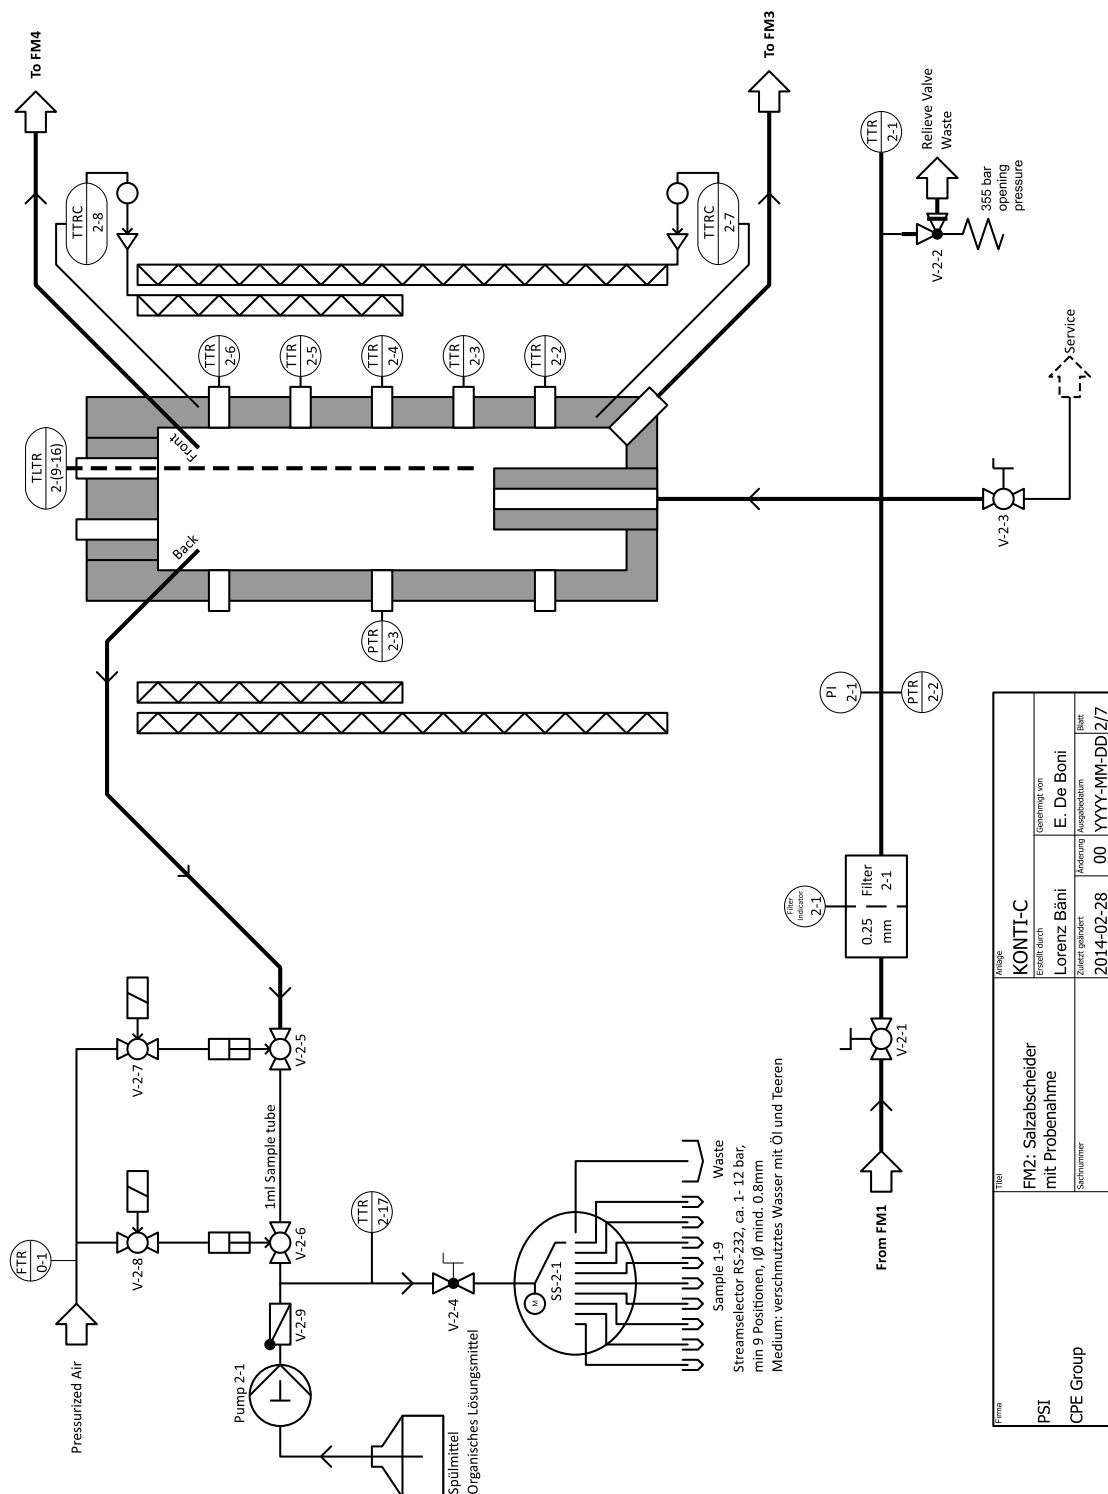 To FM4
To FM3
TTRC
2-8
TTRC
2-7
TTR
2-1
Relieve Valve
Waste
355 bar
opening
pressure
V-2-2
TTR
2-6
TTR
2-5
TTR
2-4
TTR
2-3
TTR
2-2
TLTR
2-(9-16)
Front
Back
Service
V-2-3
PTR
2-3
PI
2-1
PTR
2-2
Filter
Indicator
2-1
0.25
mm
Filter
2-1
V-2-1
From FM1
V-2-7
V-2-8
V-2-5
V-2-6
1ml Sample tube
FTR
0-1
Pressurized Air
TTR
2-17
V-2-4
V-2-9
Pump 2-1
Spülmittel
Organisches Lösungsmittel
M
SS-2-1
Waste
Sample 1-9
Streamselector RS-232, ca. 1- 12 bar,
min 9 Positionen, IØ mind. 0.8mm
Medium: verschmutztes Wasser mit Öl und Teeren
Firma
PSI
CPE Group
Titel
FM2: Salzabscheider
mit Probenahme
Sachnummer
Anlage
KONTI-C
Erstellt durch
Lorenz Bäni
Genehmigt von
E. De Boni
Zuletzt geändert
2014-02-28
Änderung
00
Ausgabedatum
YYYY-MM-DD
Blatt
2/7